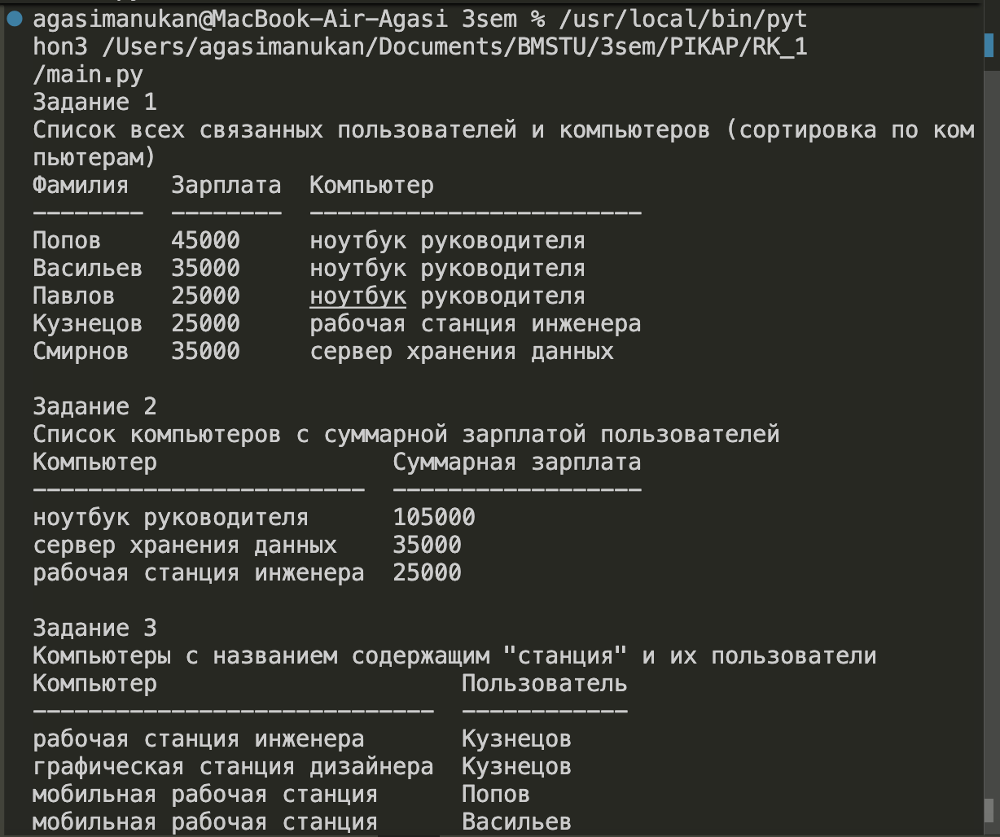 agasimanukan@MacBook-Air-Agasi 3sem % /usr/local/bin/pyt
hon3 /Users/agasimanukan/Documents/BMSTU/3sem/PIKAP/RK_1
/main.py
Задание 1
Список всех связанных пользователей и компьютеров (сортировка по ком
пьютерам)
Фамилия   Зарплата  Компьютер
--------  --------  ------------------------
Попов     45000     ноутбук руководителя
Васильев  35000     ноутбук руководителя
Павлов    25000     ноутбук руководителя
Кузнецов  25000     рабочая станция инженера
Смирнов   35000     сервер хранения данных

Задание 2
Список компьютеров с суммарной зарплатой пользователей
Компьютер                 Суммарная зарплата
------------------------  ------------------
ноутбук руководителя      105000
сервер хранения данных    35000
рабочая станция инженера  25000

Задание 3
Компьютеры с названием содержащим "станция" и их пользователи
Компьютер                      Пользователь
-----------------------------  ------------
рабочая станция инженера       Кузнецов
графическая станция дизайнера  Кузнецов
мобильная рабочая станция      Попов
мобильная рабочая станция      Васильев